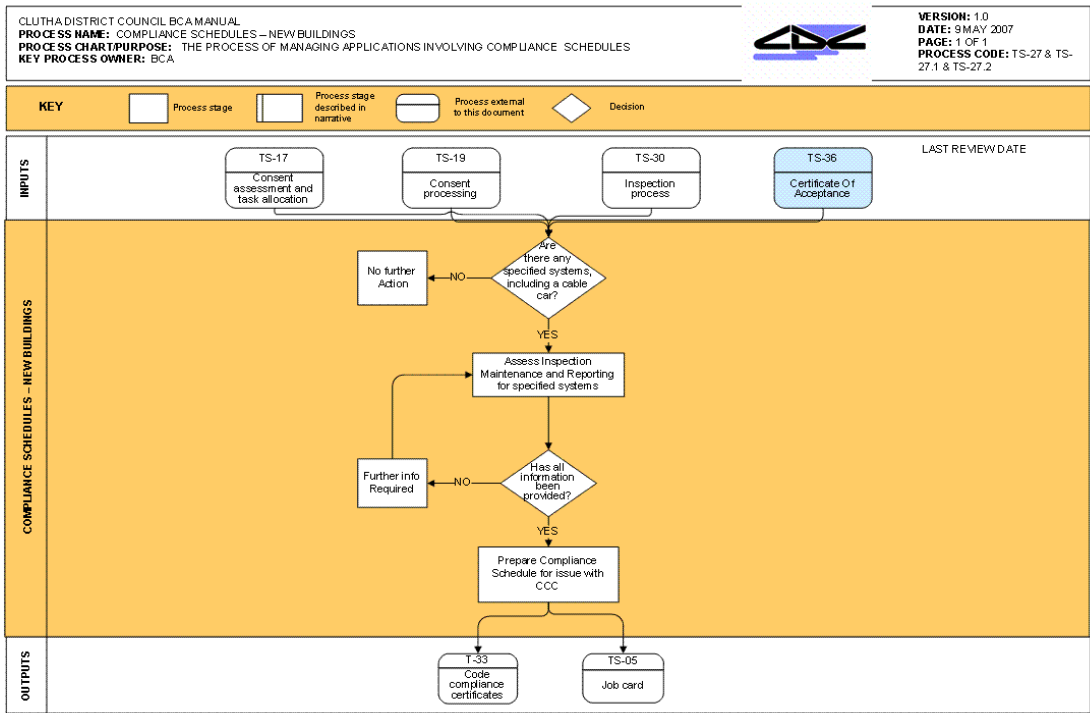 CLUTHA DISTRICT COUNCIL BCA MANUAL
PROCESS NAME: COMPLIANCE SCHEDULES – NEW BUILDINGS
PROCESS CHART/PURPOSE: THE PROCESS OF MANAGING APPLICATIONS INVOLVING COMPLIANCE SCHEDULES
KEY PROCESS OWNER: BCA
CDC
VERSION: 1.0
DATE: 9 MAY 2007
PAGE: 1 OF 1
PROCESS CODE: TS-27 & TS-
27.1 & TS-27.2
KEY
Process stage
Process stage
described in
narrative
Process external
to this document
Decision
INPUTS
TS-17
Consent
assessment and
task allocation
TS-19
Consent
processing
TS-30
Inspection
process
TS-36
Certificate Of
Acceptance
LAST REVIEW DATE
COMPLIANCE SCHEDULES – NEW BUILDINGS
Are
there any
specified systems,
including a cable
car?
NO
No further
Action
YES
Assess Inspection
Maintenance and Reporting
for specified systems
Has all
information
been
provided?
NO
Further info
Required
YES
Prepare Compliance
Schedule for issue with
CCC
OUTPUTS
T-33
Code
compliance
certificates
TS-05
Job card